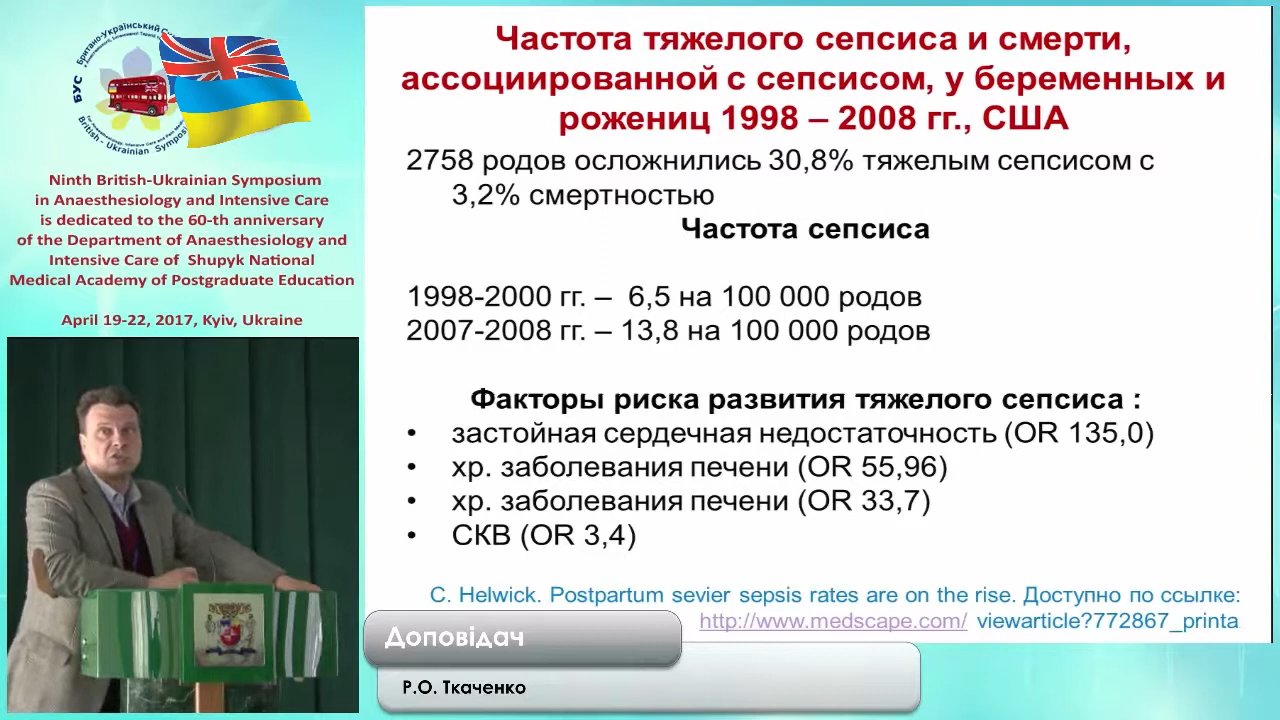 Британо-Український Си
БУС
British - Ukrainian Symposi
Ninth British-Ukrainian Symposium
in Anaesthesiology and Intensive Care
is dedicated to the 60-th anniversary
of the Department of Anaesthesiology and
Intensive Care of Shupyk National
Medical Academy of Postgraduate Education
April 19-22, 2017, Kyiv, Ukraine
Частота тяжелого сепсиса и смерти,
ассоциированной с сепсисом, у беременных и
рожениц 1998 – 2008 гг., США
2758 родов осложнились 30,8% тяжелым сепсисом с
3,2% смертностью
Частота сепсиса
1998-2000 гг. – 6,5 на 100 000 родов
2007-2008 гг. – 13,8 на 100 000 родов
Факторы риска развития тяжелого сепсиса :
• застойная сердечная недостаточность (OR 135,0)
• хр. заболевания печени (OR 55,96)
• хр. заболевания печени (OR 33,7)
• СКВ (OR 3,4)
C. Helwick. Postpartum sevier sepsis rates are on the rise. Доступно по ссылке:
http://www.medscape.com/ viewarticle?772867_printa
Доповідач
Р.О. Ткаченко